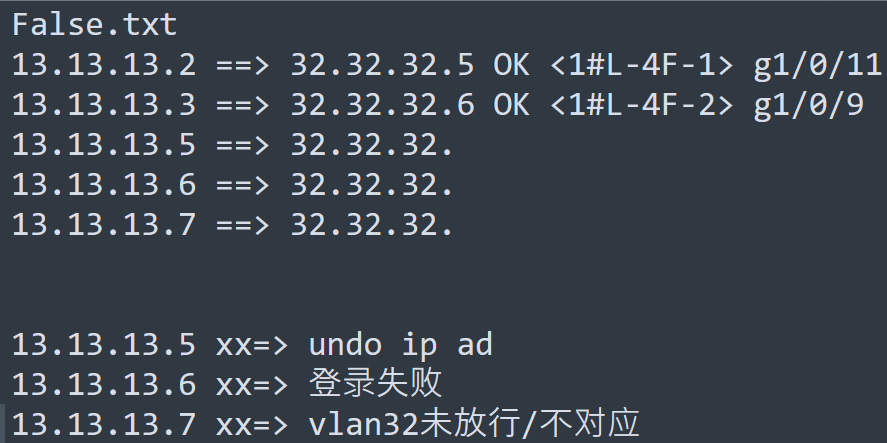 False.txt
13.13.13.2 ==> 32.32.32.5 OK <1#L-4F-1> g1/0/11
13.13.13.3 ==> 32.32.32.6 OK <1#L-4F-2> g1/0/9
13.13.13.5 ==> 32.32.32.
13.13.13.6 ==> 32.32.32.
13.13.13.7 ==> 32.32.32.
13.13.13.5 xx=> undo ip ad
13.13.13.6 xx=> 登录失败
13.13.13.7 xx=> vlan32未放行/不对应